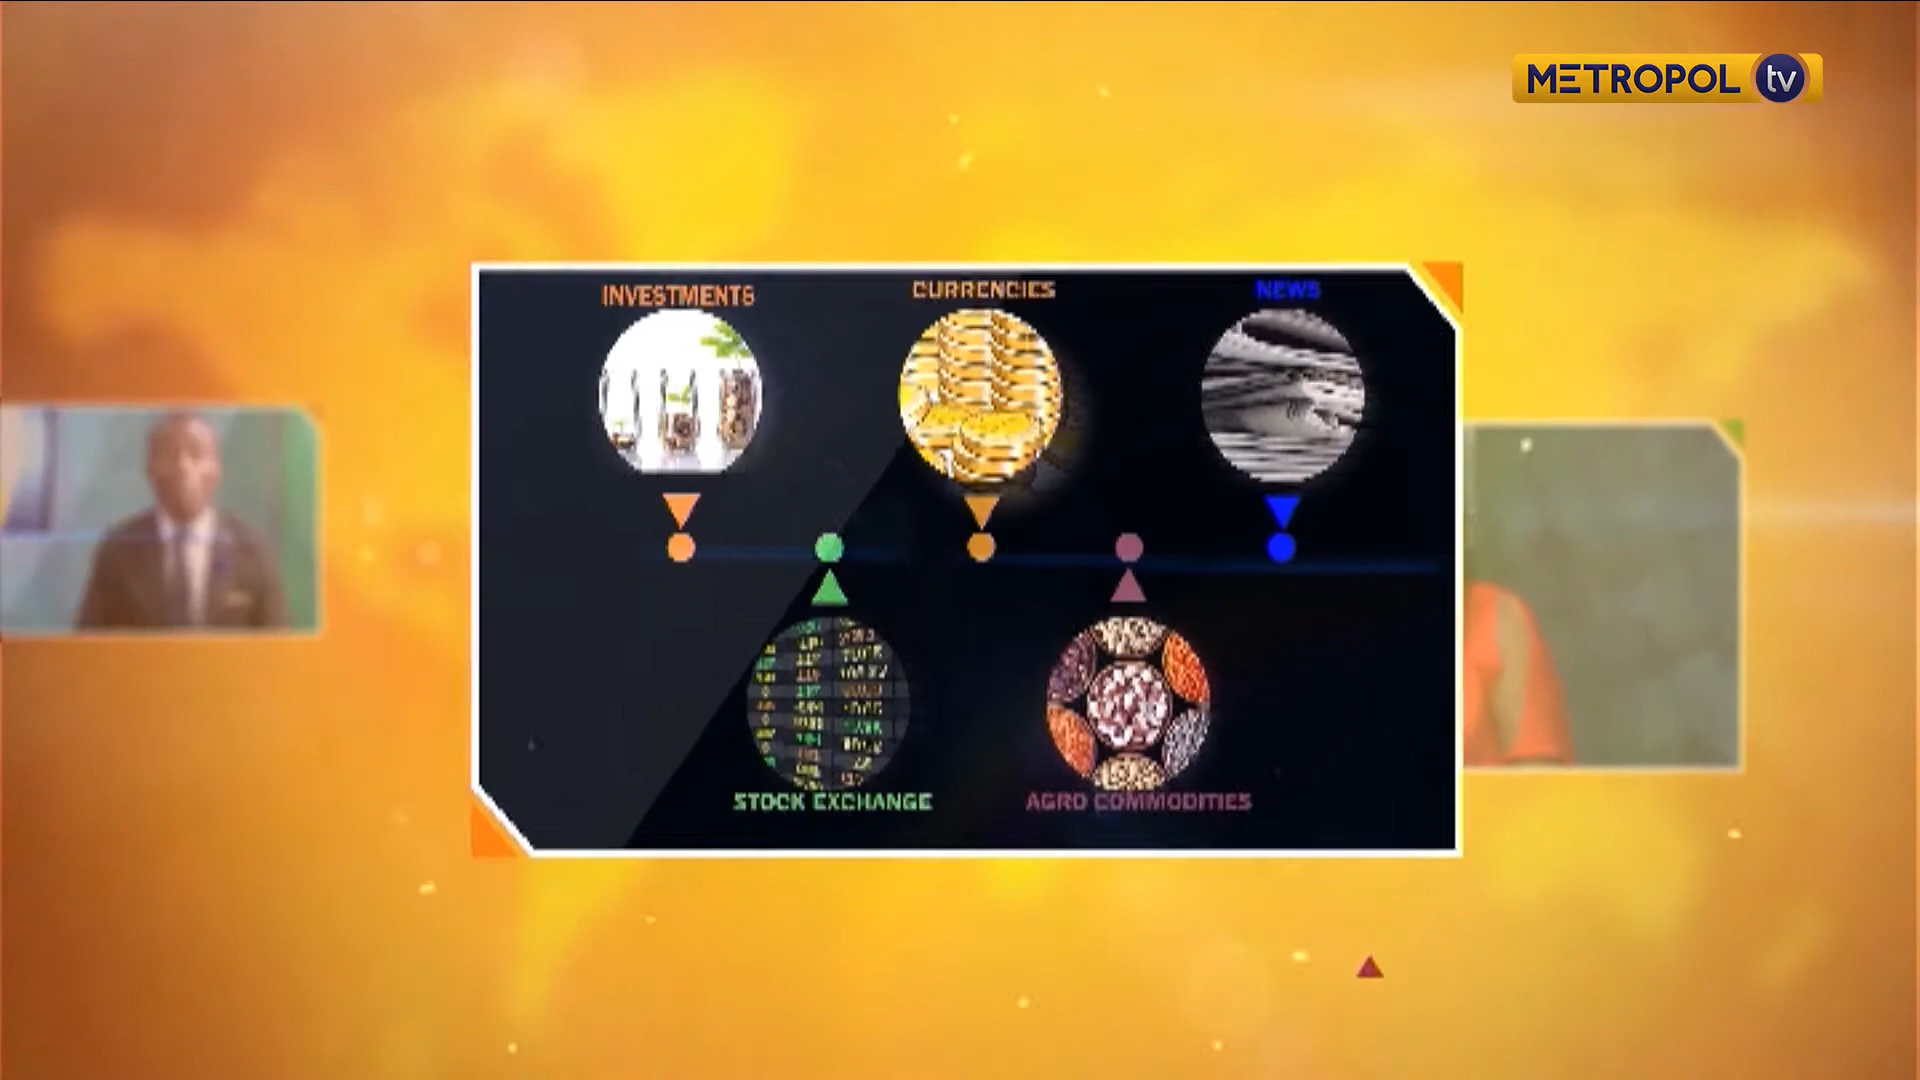 METROPOL tv
INVESTMENTS
CURRENCIES
NEWS
STOCK EXCHANGE
AGRO COMMODITIES